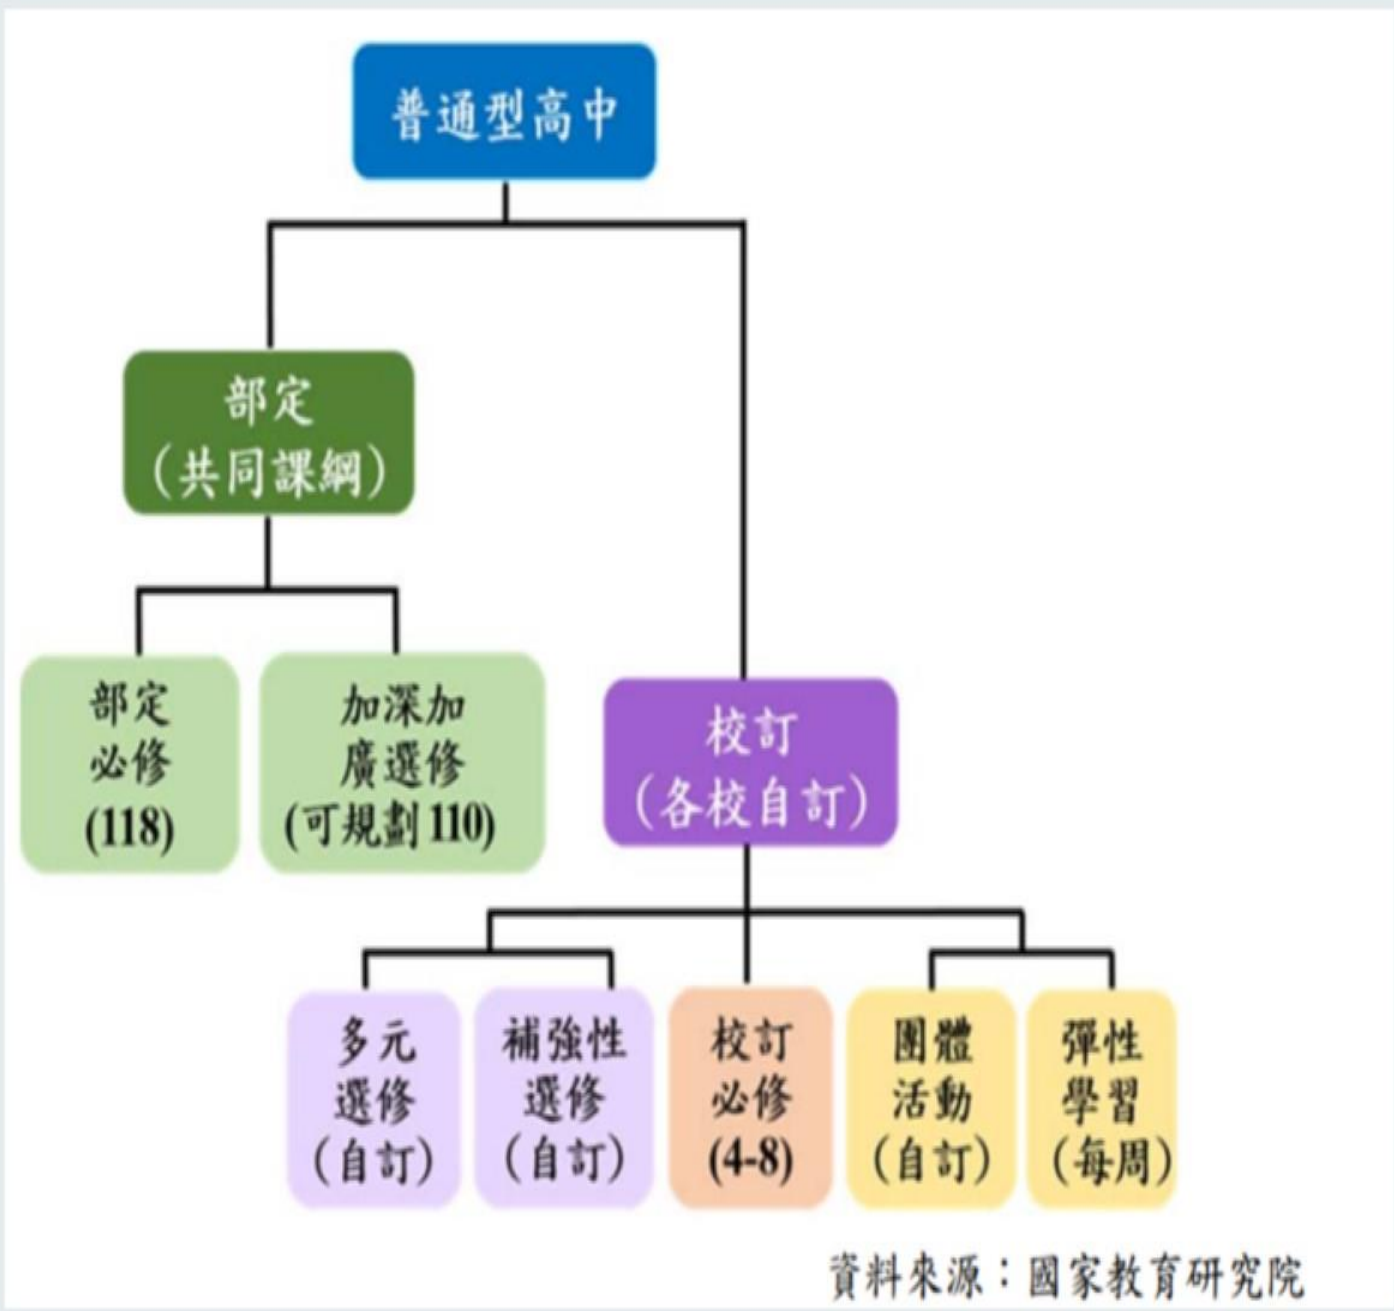 普通型高中
部定
(共同課綱)
部定
必修
(118)
加深加
廣選修
(可規劃110)
校訂
(各校自訂)
多元
選修
(自訂)
補強性
選修
(自訂)
校訂
必修
(4-8)
團體
活動
(自訂)
彈性
學習
(每周)
資料來源：國家教育研究院